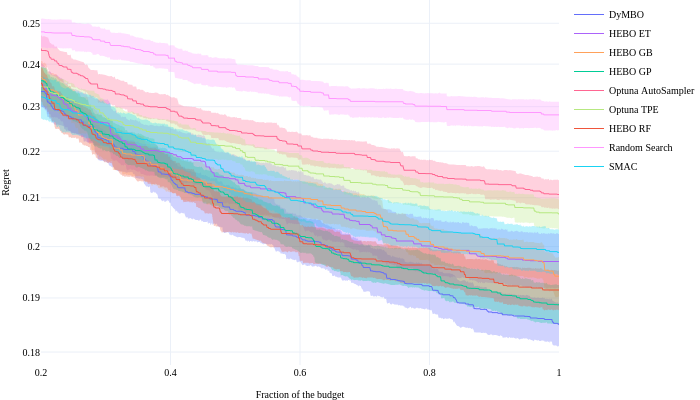 0.25
0.24
0.23
0.22
0.21
0.2
0.19
0.18
Regret
0.2
0.4
0.6
0.8
1
Fraction of the budget
DyMBO
HEBO ET
HEBO GB
HEBO GP
Optuna AutoSampler
Optuna TPE
HEBO RF
Random Search
SMAC